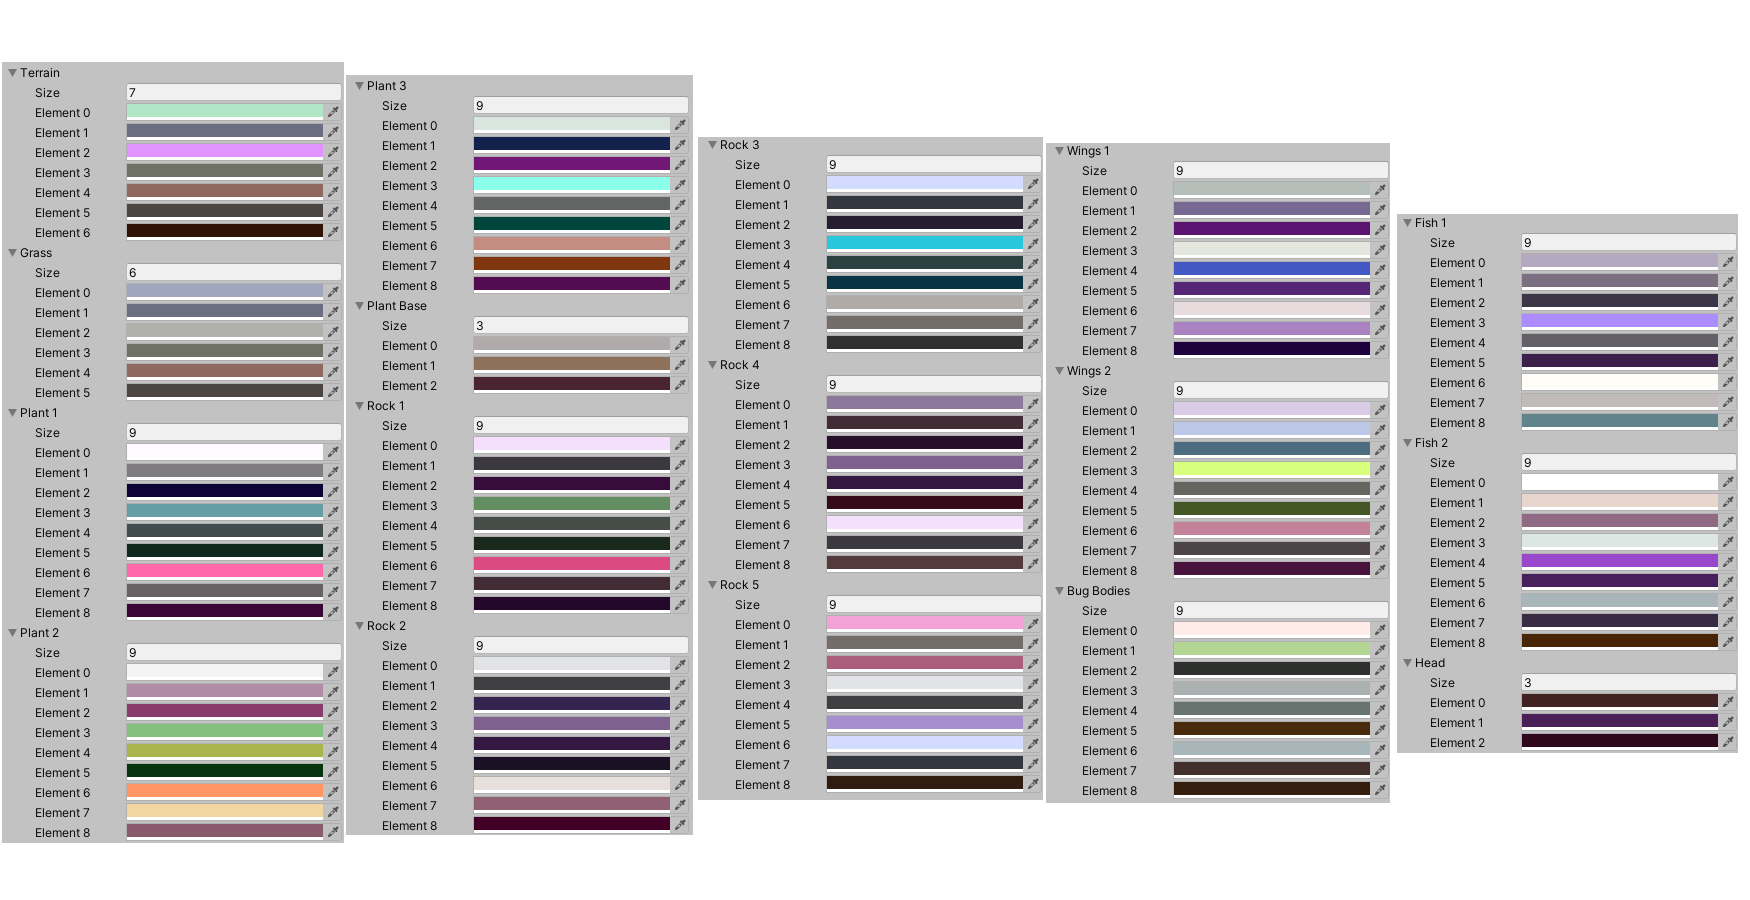 Terrain
Size 7
Element 0
Element 1
Element 2
Element 3
Element 4
Element 5
Element 6
Grass
Size 6
Element 0
Element 1
Element 2
Element 3
Element 4
Element 5
Plant 1
Size 9
Element 0
Element 1
Element 2
Element 3
Element 4
Element 5
Element 6
Element 7
Element 8
Plant 2
Size 9
Element 0
Element 1
Element 2
Element 3
Element 4
Element 5
Element 6
Element 7
Element 8
Plant 3
Size 9
Element 0
Element 1
Element 2
Element 3
Element 4
Element 5
Element 6
Element 7
Element 8
Plant Base
Size 3
Element 0
Element 1
Element 2
Rock 1
Size 9
Element 0
Element 1
Element 2
Element 3
Element 4
Element 5
Element 6
Element 7
Element 8
Rock 2
Size 9
Element 0
Element 1
Element 2
Element 3
Element 4
Element 5
Element 6
Element 7
Element 8
Rock 3
Size 9
Element 0
Element 1
Element 2
Element 3
Element 4
Element 5
Element 6
Element 7
Element 8
Rock 4
Size 9
Element 0
Element 1
Element 2
Element 3
Element 4
Element 5
Element 6
Element 7
Element 8
Rock 5
Size 9
Element 0
Element 1
Element 2
Element 3
Element 4
Element 5
Element 6
Element 7
Element 8
Wings 1
Size 9
Element 0
Element 1
Element 2
Element 3
Element 4
Element 5
Element 6
Element 7
Element 8
Wings 2
Size 9
Element 0
Element 1
Element 2
Element 3
Element 4
Element 5
Element 6
Element 7
Element 8
Bug Bodies
Size 9
Element 0
Element 1
Element 2
Element 3
Element 4
Element 5
Element 6
Element 7
Element 8
Fish 1
Size 9
Element 0
Element 1
Element 2
Element 3
Element 4
Element 5
Element 6
Element 7
Element 8
Fish 2
Size 9
Element 0
Element 1
Element 2
Element 3
Element 4
Element 5
Element 6
Element 7
Element 8
Head
Size 3
Element 0
Element 1
Element 2